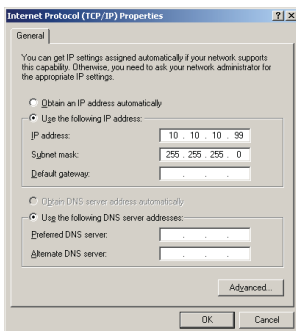 Internet Protocol (TCP/IP) Properties
General
You can get IP settings assigned automatically if your network supports
this capability. Otherwise, you need to ask your network administrator for
the appropriate IP settings.
Obtain an IP address automatically
Use the following IP address:
IP address: 10 . 10 . 10 . 99
Subnet mask: 255 . 255 . 255 . 0
Default gateway: . . .
Obtain DNS server address automatically
Use the following DNS server addresses:
Preferred DNS server: . . .
Alternate DNS server: . . .
Advanced...
OK Cancel